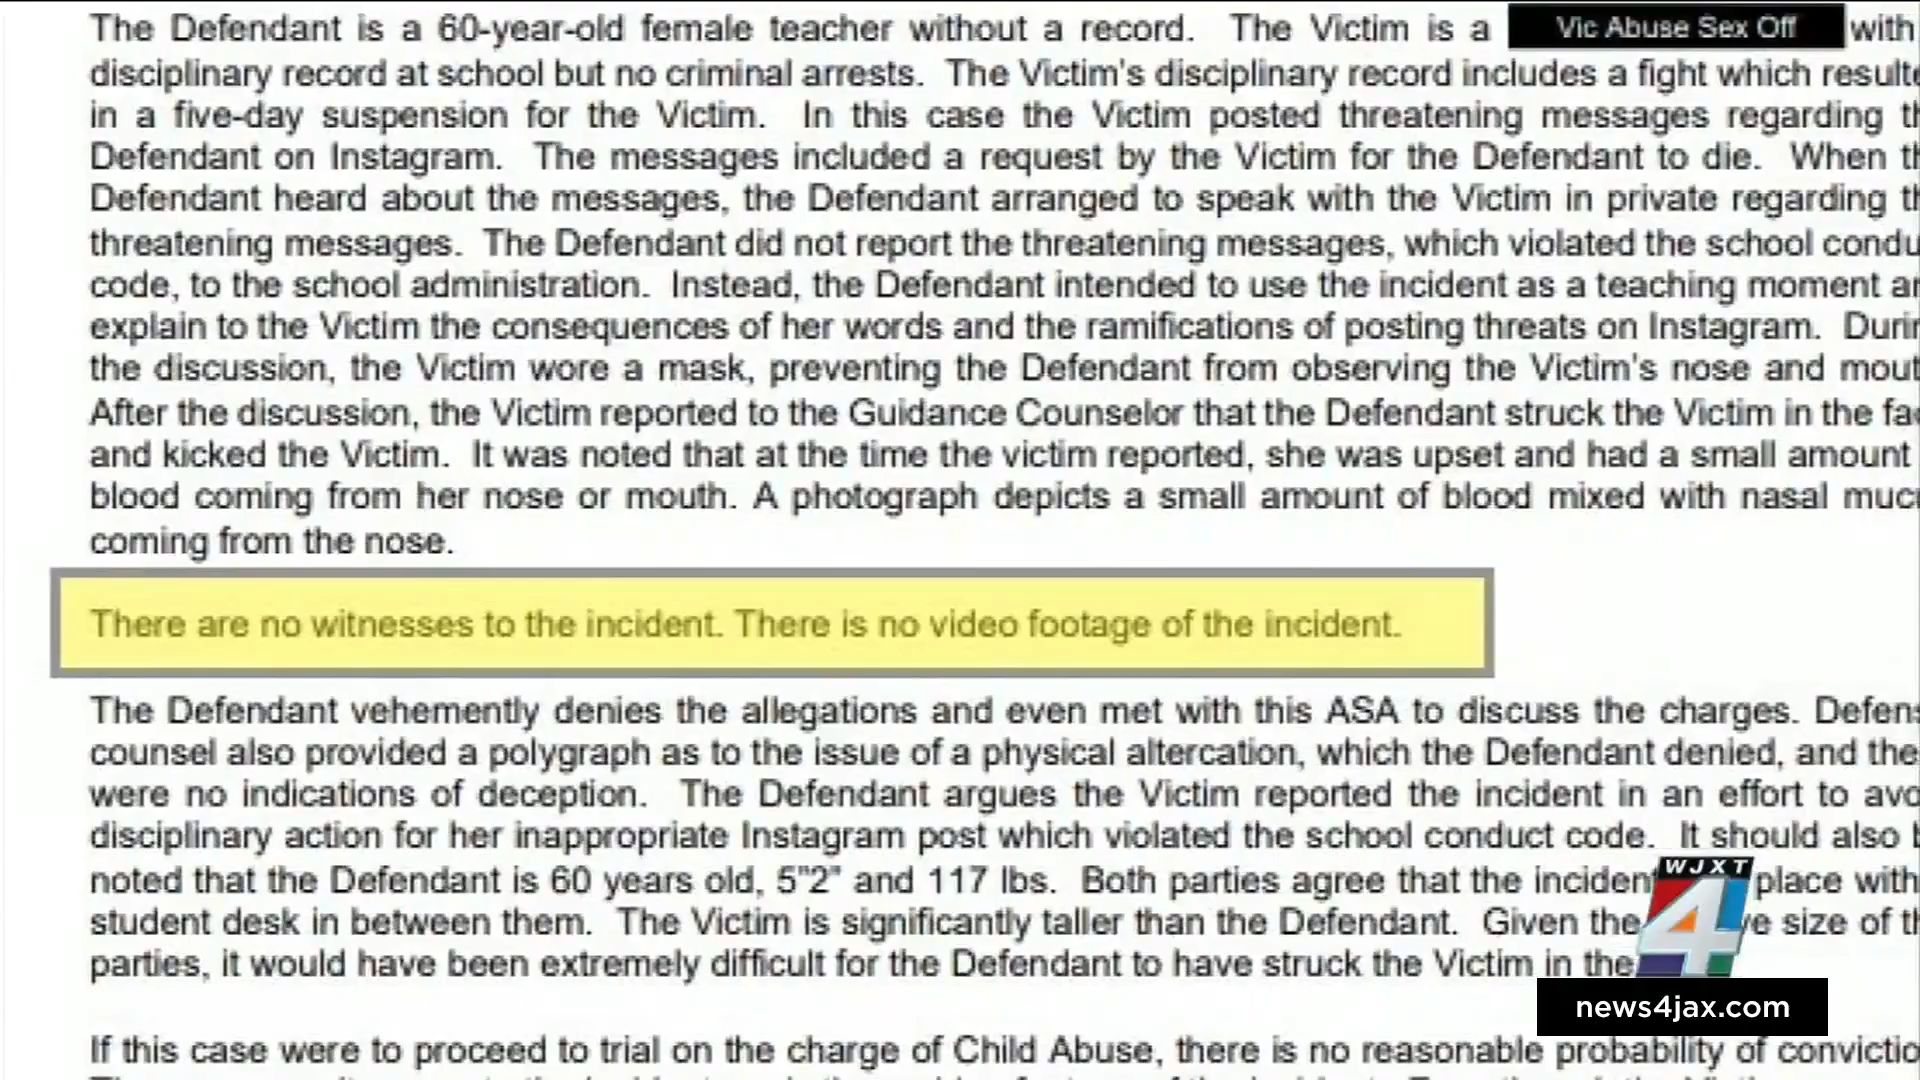 The Defendant is a 60-year-old female teacher without a record. The Victim is a Vic Abuse Sex Off with
disciplinary record at school but no criminal arrests. The Victim's disciplinary record includes a fight which resulte
in a five-day suspension for the Victim. In this case the Victim posted threatening messages regarding th
Defendant on Instagram. The messages included a request by the Victim for the Defendant to die. When th
Defendant heard about the messages, the Defendant arranged to speak with the Victim in private regarding th
threatening messages. The Defendant did not report the threatening messages, which violated the school condu
code, to the school administration. Instead, the Defendant intended to use the incident as a teaching moment an
explain to the Victim the consequences of her words and the ramifications of posting threats on Instagram. Durin
the discussion, the Victim wore a mask, preventing the Defendant from observing the Victim's nose and mout
After the discussion, the Victim reported to the Guidance Counselor that the Defendant struck the Victim in the fac
and kicked the Victim. It was noted that at the time the victim reported, she was upset and had a small amount
blood coming from her nose or mouth. A photograph depicts a small amount of blood mixed with nasal muc
coming from the nose.
There are no witnesses to the incident. There is no video footage of the incident.
The Defendant vehemently denies the allegations and even met with this ASA to discuss the charges. Defens
counsel also provided a polygraph as to the issue of a physical altercation, which the Defendant denied, and the
were no indications of deception. The Defendant argues the Victim reported the incident in an effort to avo
disciplinary action for her inappropriate Instagram post which violated the school conduct code. It should also b
noted that the Defendant is 60 years old, 5"2" and 117 lbs. Both parties agree that the incident place with
student desk in between them. The Victim is significantly taller than the Defendant. Given the size of th
parties, it would have been extremely difficult for the Defendant to have struck the Victim in the
WJXT
4
news4jax.com
If this case were to proceed to trial on the charge of Child Abuse, there is no reasonable probability of convictio